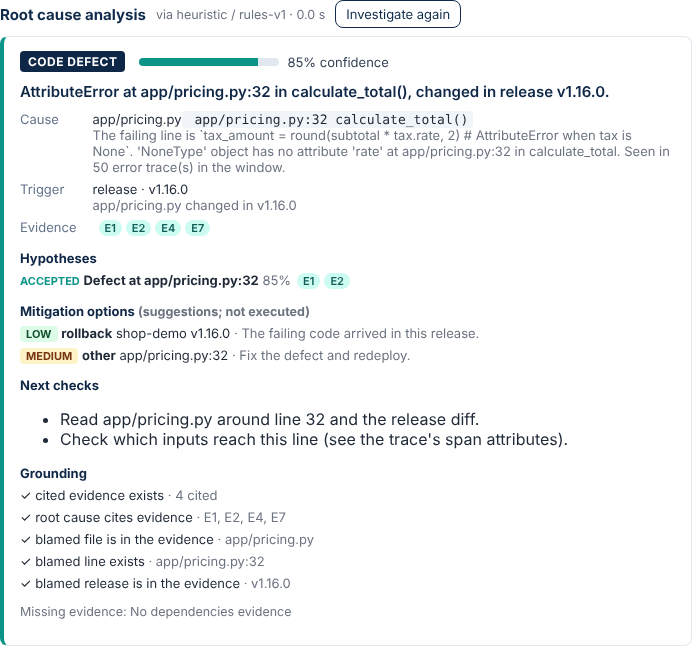 Root cause analysis via heuristic / rules-v1 · 0.0 s Investigate again
CODE DEFECT 85% confidence
AttributeError at app/pricing.py:32 in calculate_total(), changed in release v1.16.0.
Cause app/pricing.py app/pricing.py:32 calculate_total()
The failing line is `tax_amount = round(subtotal * tax.rate, 2) # AttributeError when tax is
None`. 'NoneType' object has no attribute 'rate' at app/pricing.py:32 in calculate_total. Seen in
50 error trace(s) in the window.
Trigger release · v1.16.0
app/pricing.py changed in v1.16.0
Evidence E1 E2 E4 E7
Hypotheses
ACCEPTED Defect at app/pricing.py:32 85% E1 E2
Mitigation options (suggestions; not executed)
LOW rollback shop-demo v1.16.0 · The failing code arrived in this release.
MEDIUM other app/pricing.py:32 · Fix the defect and redeploy.
Next checks
• Read app/pricing.py around line 32 and the release diff.
• Check which inputs reach this line (see the trace's span attributes).
Grounding
✓ cited evidence exists · 4 cited
✓ root cause cites evidence · E1, E2, E4, E7
✓ blamed file is in the evidence · app/pricing.py
✓ blamed line exists · app/pricing.py:32
✓ blamed release is in the evidence · v1.16.0
Missing evidence: No dependencies evidence